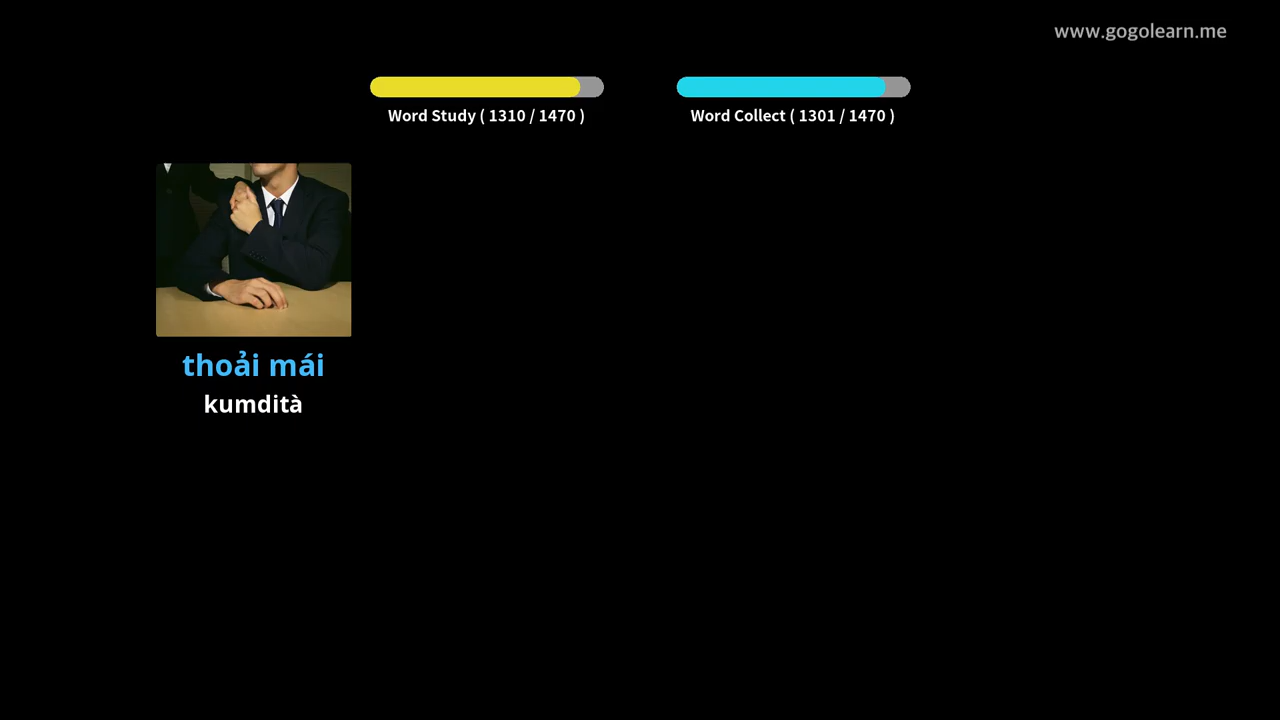 www.gogolearn.me
Word Study ( 1310 / 1470 )
Word Collect ( 1301 / 1470 )
thoải mái
kumdità